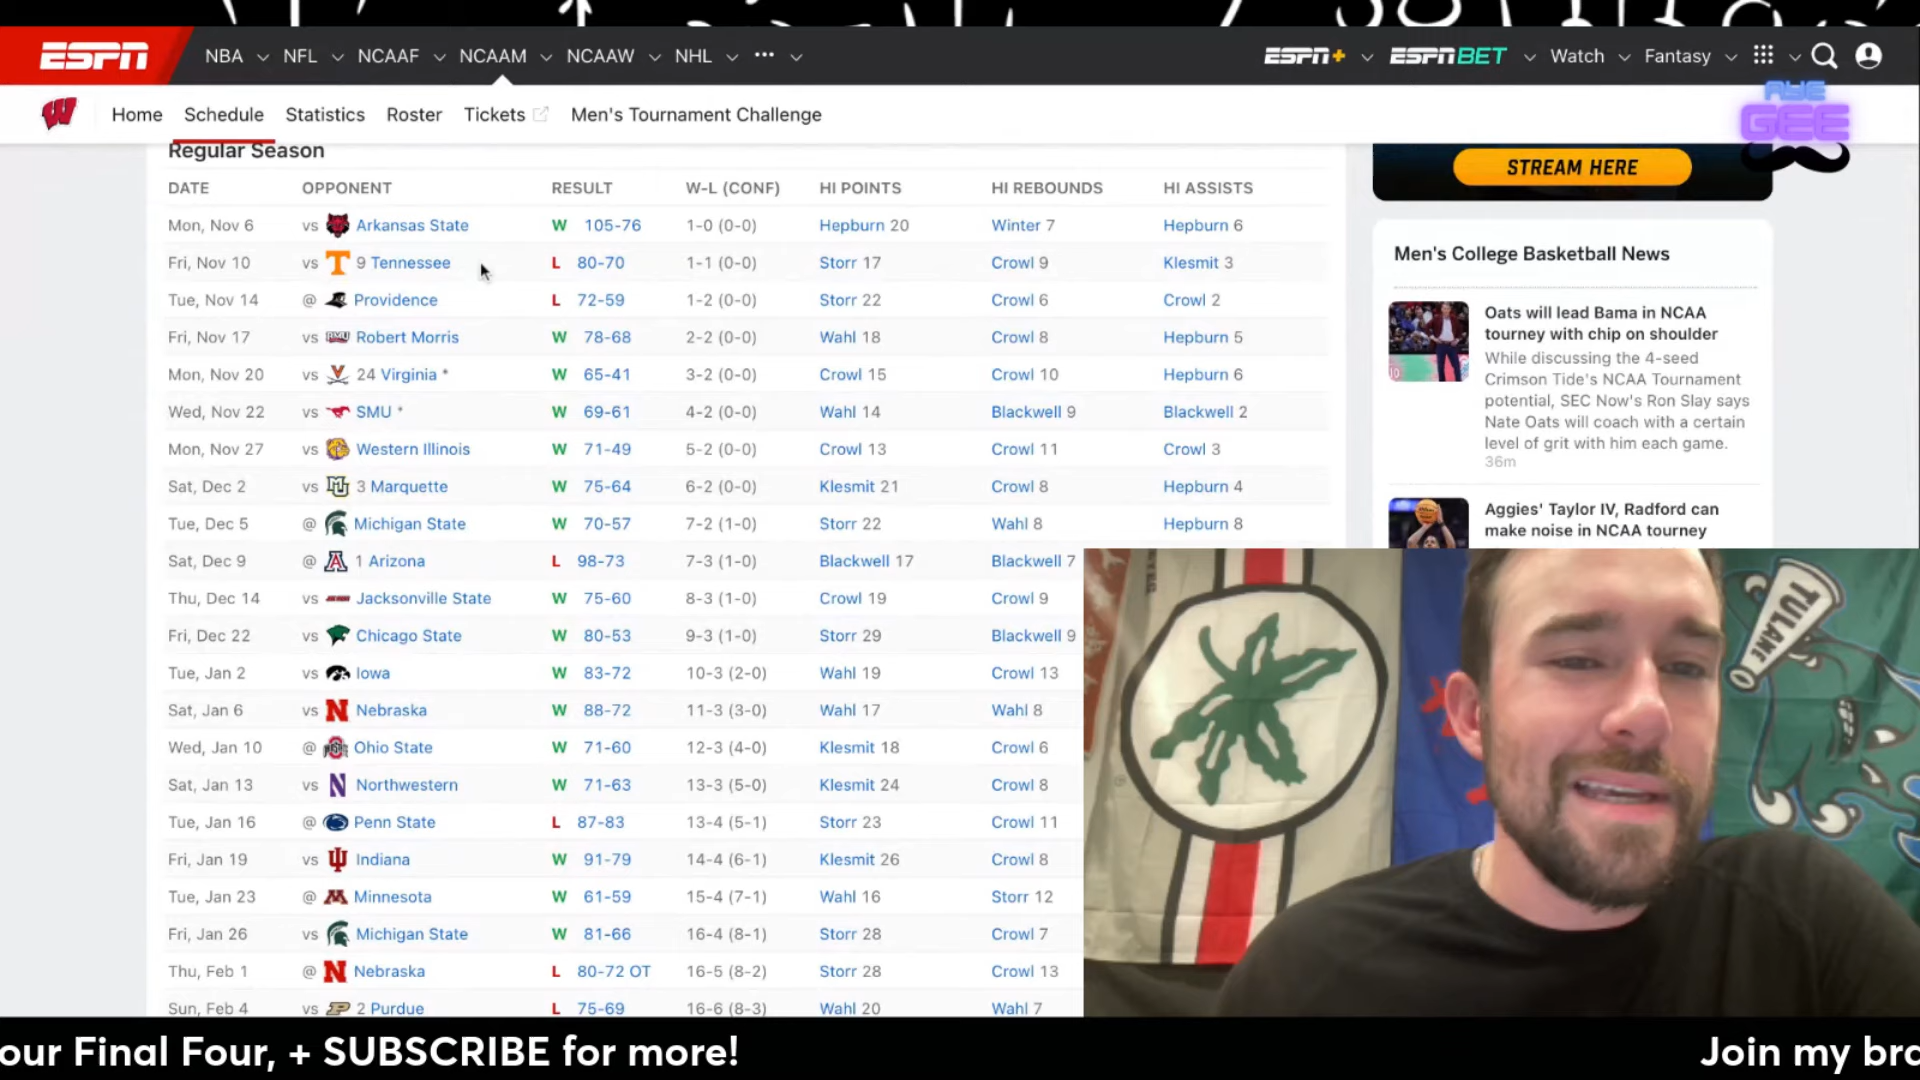 ESPN NBA NFL NCAAF NCAAM NCAAW NHL ESPN+ ESPN BET Watch Fantasy
W Home Schedule Statistics Roster Tickets Men's Tournament Challenge
AYE
GEE
Regular Season
STREAM HERE
DATE OPPONENT RESULT W-L (CONF) HI POINTS HI REBOUNDS HI ASSISTS
Mon, Nov 6 vs Arkansas State W 105-76 1-0 (0-0) Hepburn 20 Winter 7 Hepburn 6
Fri, Nov 10 vs 9 Tennessee L 80-70 1-1 (0-0) Storr 17 Crowl 9 Klesmit 3
Tue, Nov 14 @ Providence L 72-59 1-2 (0-0) Storr 22 Crowl 6 Crowl 2
Fri, Nov 17 vs Robert Morris W 78-68 2-2 (0-0) Wahl 18 Crowl 8 Hepburn 5
Mon, Nov 20 vs 24 Virginia * W 65-41 3-2 (0-0) Crowl 15 Crowl 10 Hepburn 6
Wed, Nov 22 vs SMU * W 69-61 4-2 (0-0) Wahl 14 Blackwell 9 Blackwell 2
Mon, Nov 27 vs Western Illinois W 71-49 5-2 (0-0) Crowl 13 Crowl 11 Crowl 3
Sat, Dec 2 vs 3 Marquette W 75-64 6-2 (0-0) Klesmit 21 Crowl 8 Hepburn 4
Tue, Dec 5 @ Michigan State W 70-57 7-2 (1-0) Storr 22 Wahl 8 Hepburn 8
Sat, Dec 9 @ 1 Arizona L 98-73 7-3 (1-0) Blackwell 17 Blackwell 7
Thu, Dec 14 vs Jacksonville State W 75-60 8-3 (1-0) Crowl 19 Crowl 9
Fri, Dec 22 vs Chicago State W 80-53 9-3 (1-0) Storr 29 Blackwell 9
Tue, Jan 2 vs Iowa W 83-72 10-3 (2-0) Wahl 19 Crowl 13
Sat, Jan 6 vs Nebraska W 88-72 11-3 (3-0) Wahl 17 Wahl 8
Wed, Jan 10 @ Ohio State W 71-60 12-3 (4-0) Klesmit 18 Crowl 6
Sat, Jan 13 vs Northwestern W 71-63 13-3 (5-0) Klesmit 24 Crowl 8
Tue, Jan 16 @ Penn State L 87-83 13-4 (5-1) Storr 23 Crowl 11
Fri, Jan 19 vs Indiana W 91-79 14-4 (6-1) Klesmit 26 Crowl 8
Tue, Jan 23 @ Minnesota W 61-59 15-4 (7-1) Wahl 16 Storr 12
Fri, Jan 26 vs Michigan State W 81-66 16-4 (8-1) Storr 28 Crowl 7
Thu, Feb 1 @ Nebraska L 80-72 OT 16-5 (8-2) Storr 28 Crowl 13
Sun, Feb 4 vs 2 Purdue L 75-69 16-6 (8-3) Wahl 20 Wahl 7
Men's College Basketball News
Oats will lead Bama in NCAA
tourney with chip on shoulder
While discussing the 4-seed
Crimson Tide's NCAA Tournament
potential, SEC Now's Ron Slay says
Nate Oats will coach with a certain
level of grit with him each game.
36m
Aggies' Taylor IV, Radford can
make noise in NCAA tourney
TULANE
our Final Four, + SUBSCRIBE for more! Join my bra